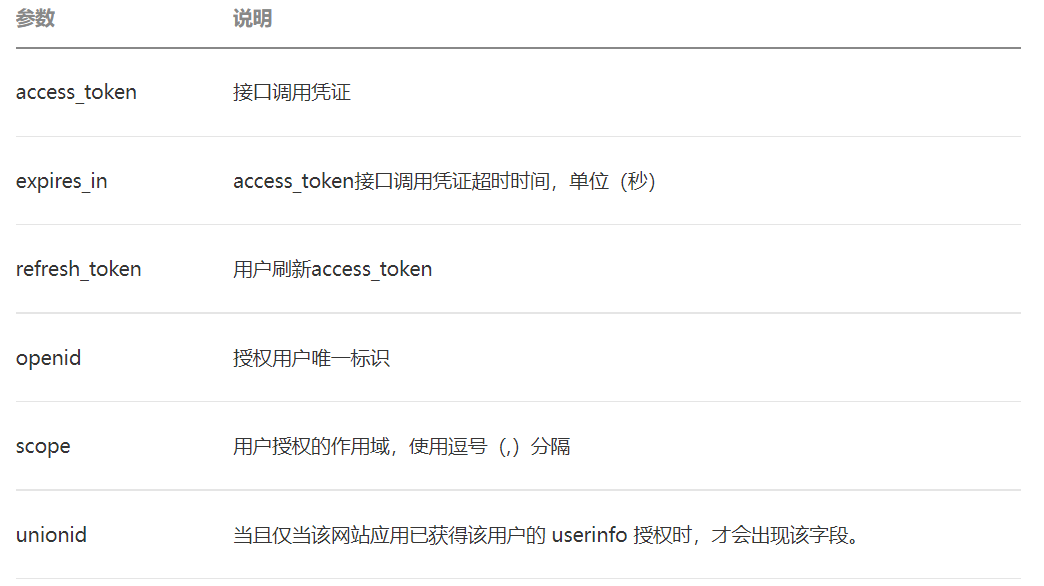 参数 说明
access_token 接口调用凭证
expires_in access_token接口调用凭证超时时间，单位（秒）
refresh_token 用户刷新access_token
openid 授权用户唯一标识
scope 用户授权的作用域，使用逗号（,）分隔
unionid 当且仅当该网站应用已获得该用户的 userinfo 授权时，才会出现该字段。